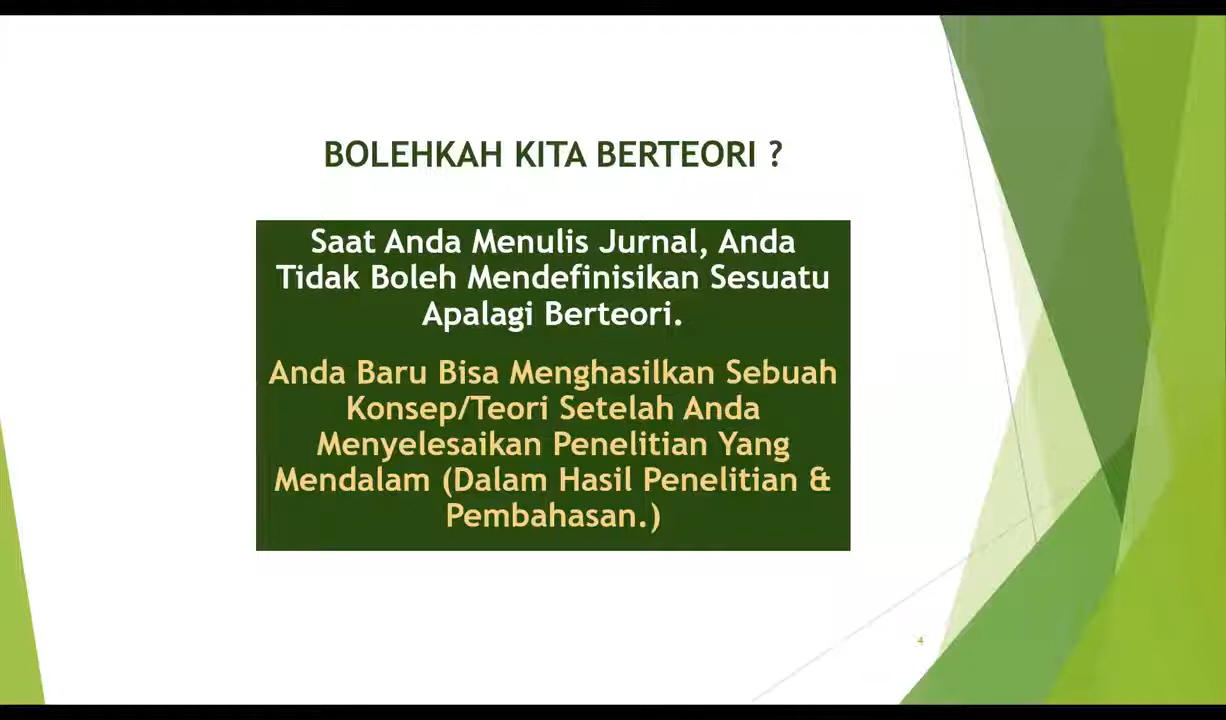 BOLEHKAH KITA BERTEORI ?
Saat Anda Menulis Jurnal, Anda
Tidak Boleh Mendefinisikan Sesuatu
Apalagi Berteori.
Anda Baru Bisa Menghasilkan Sebuah
Konsep/Teori Setelah Anda
Menyelesaikan Penelitian Yang
Mendalam (Dalam Hasil Penelitian &
Pembahasan.)
4